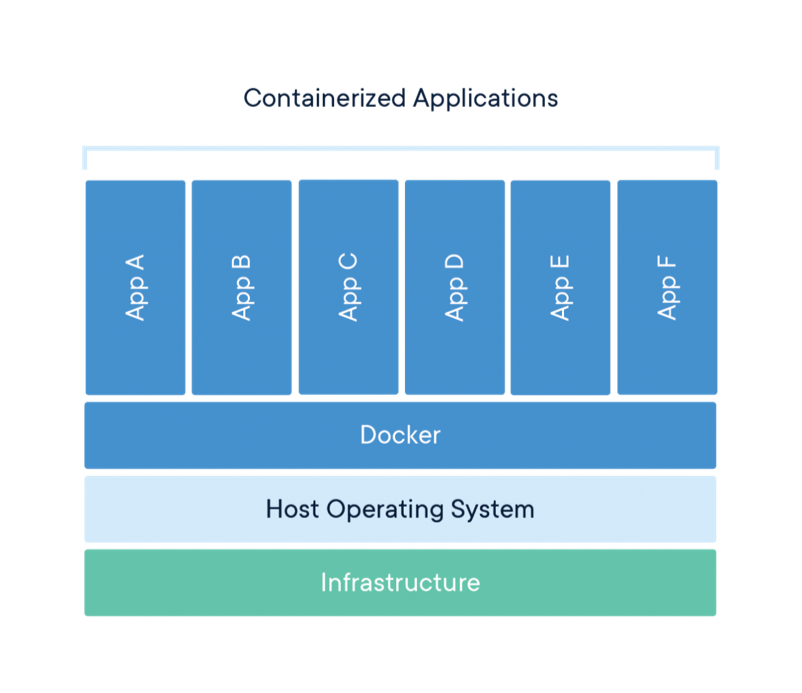 Containerized Applications
App A
App B
App C
App D
App E
App F
Docker
Host Operating System
Infrastructure